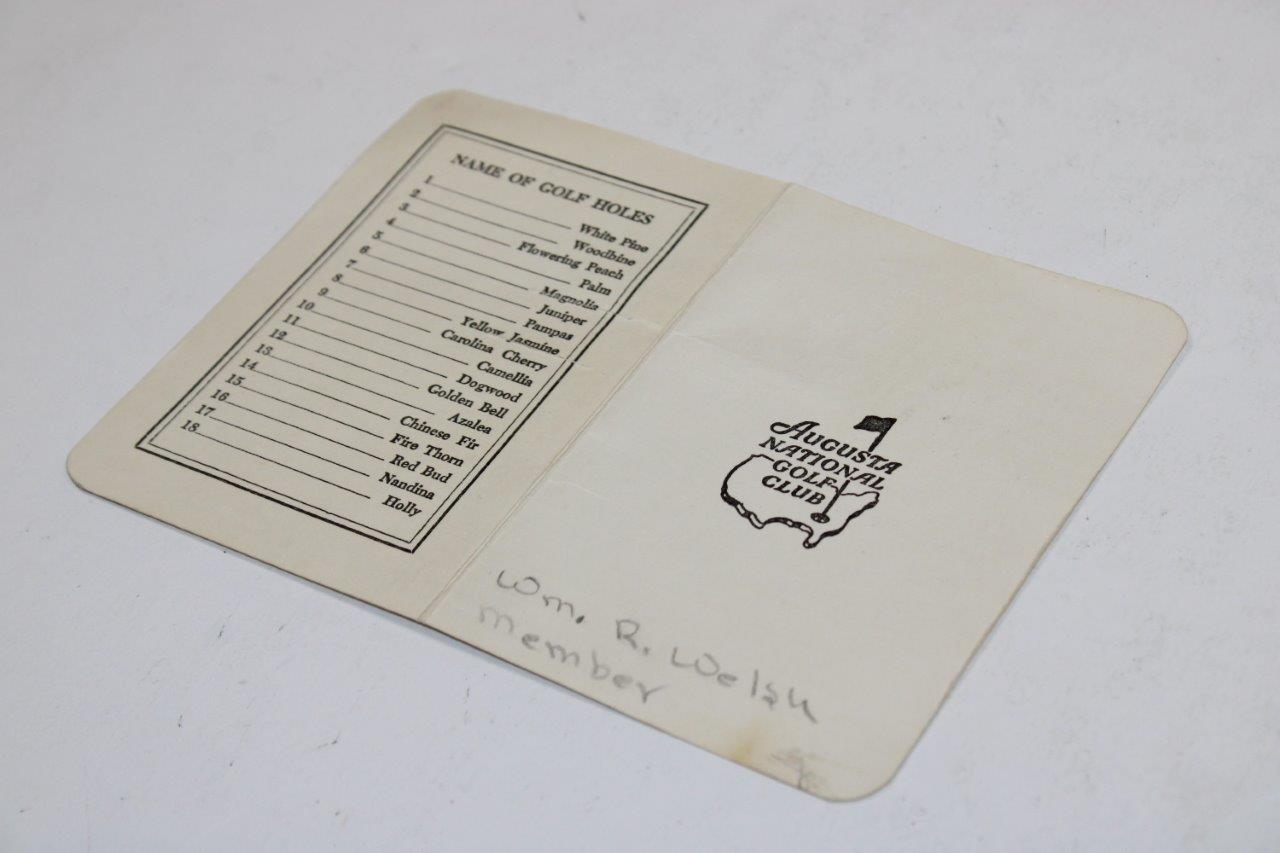 NAME OF GOLF HOLES
1 White Pine
2 Woodbine
3 Flowering Peach
4 Palm
5 Magnolia
6 Juniper
7 Pampas
8 Yellow Jasmine
9 Carolina Cherry
10 Camellia
11 Dogwood
12 Golden Bell
13 Azalea
14 Chinese Fir
15 Fire Thorn
16 Red Bud
17 Nandina
18 Holly
AUGUSTA
NATIONAL
GOLF
CLUB
Wm. R. Welsh
member